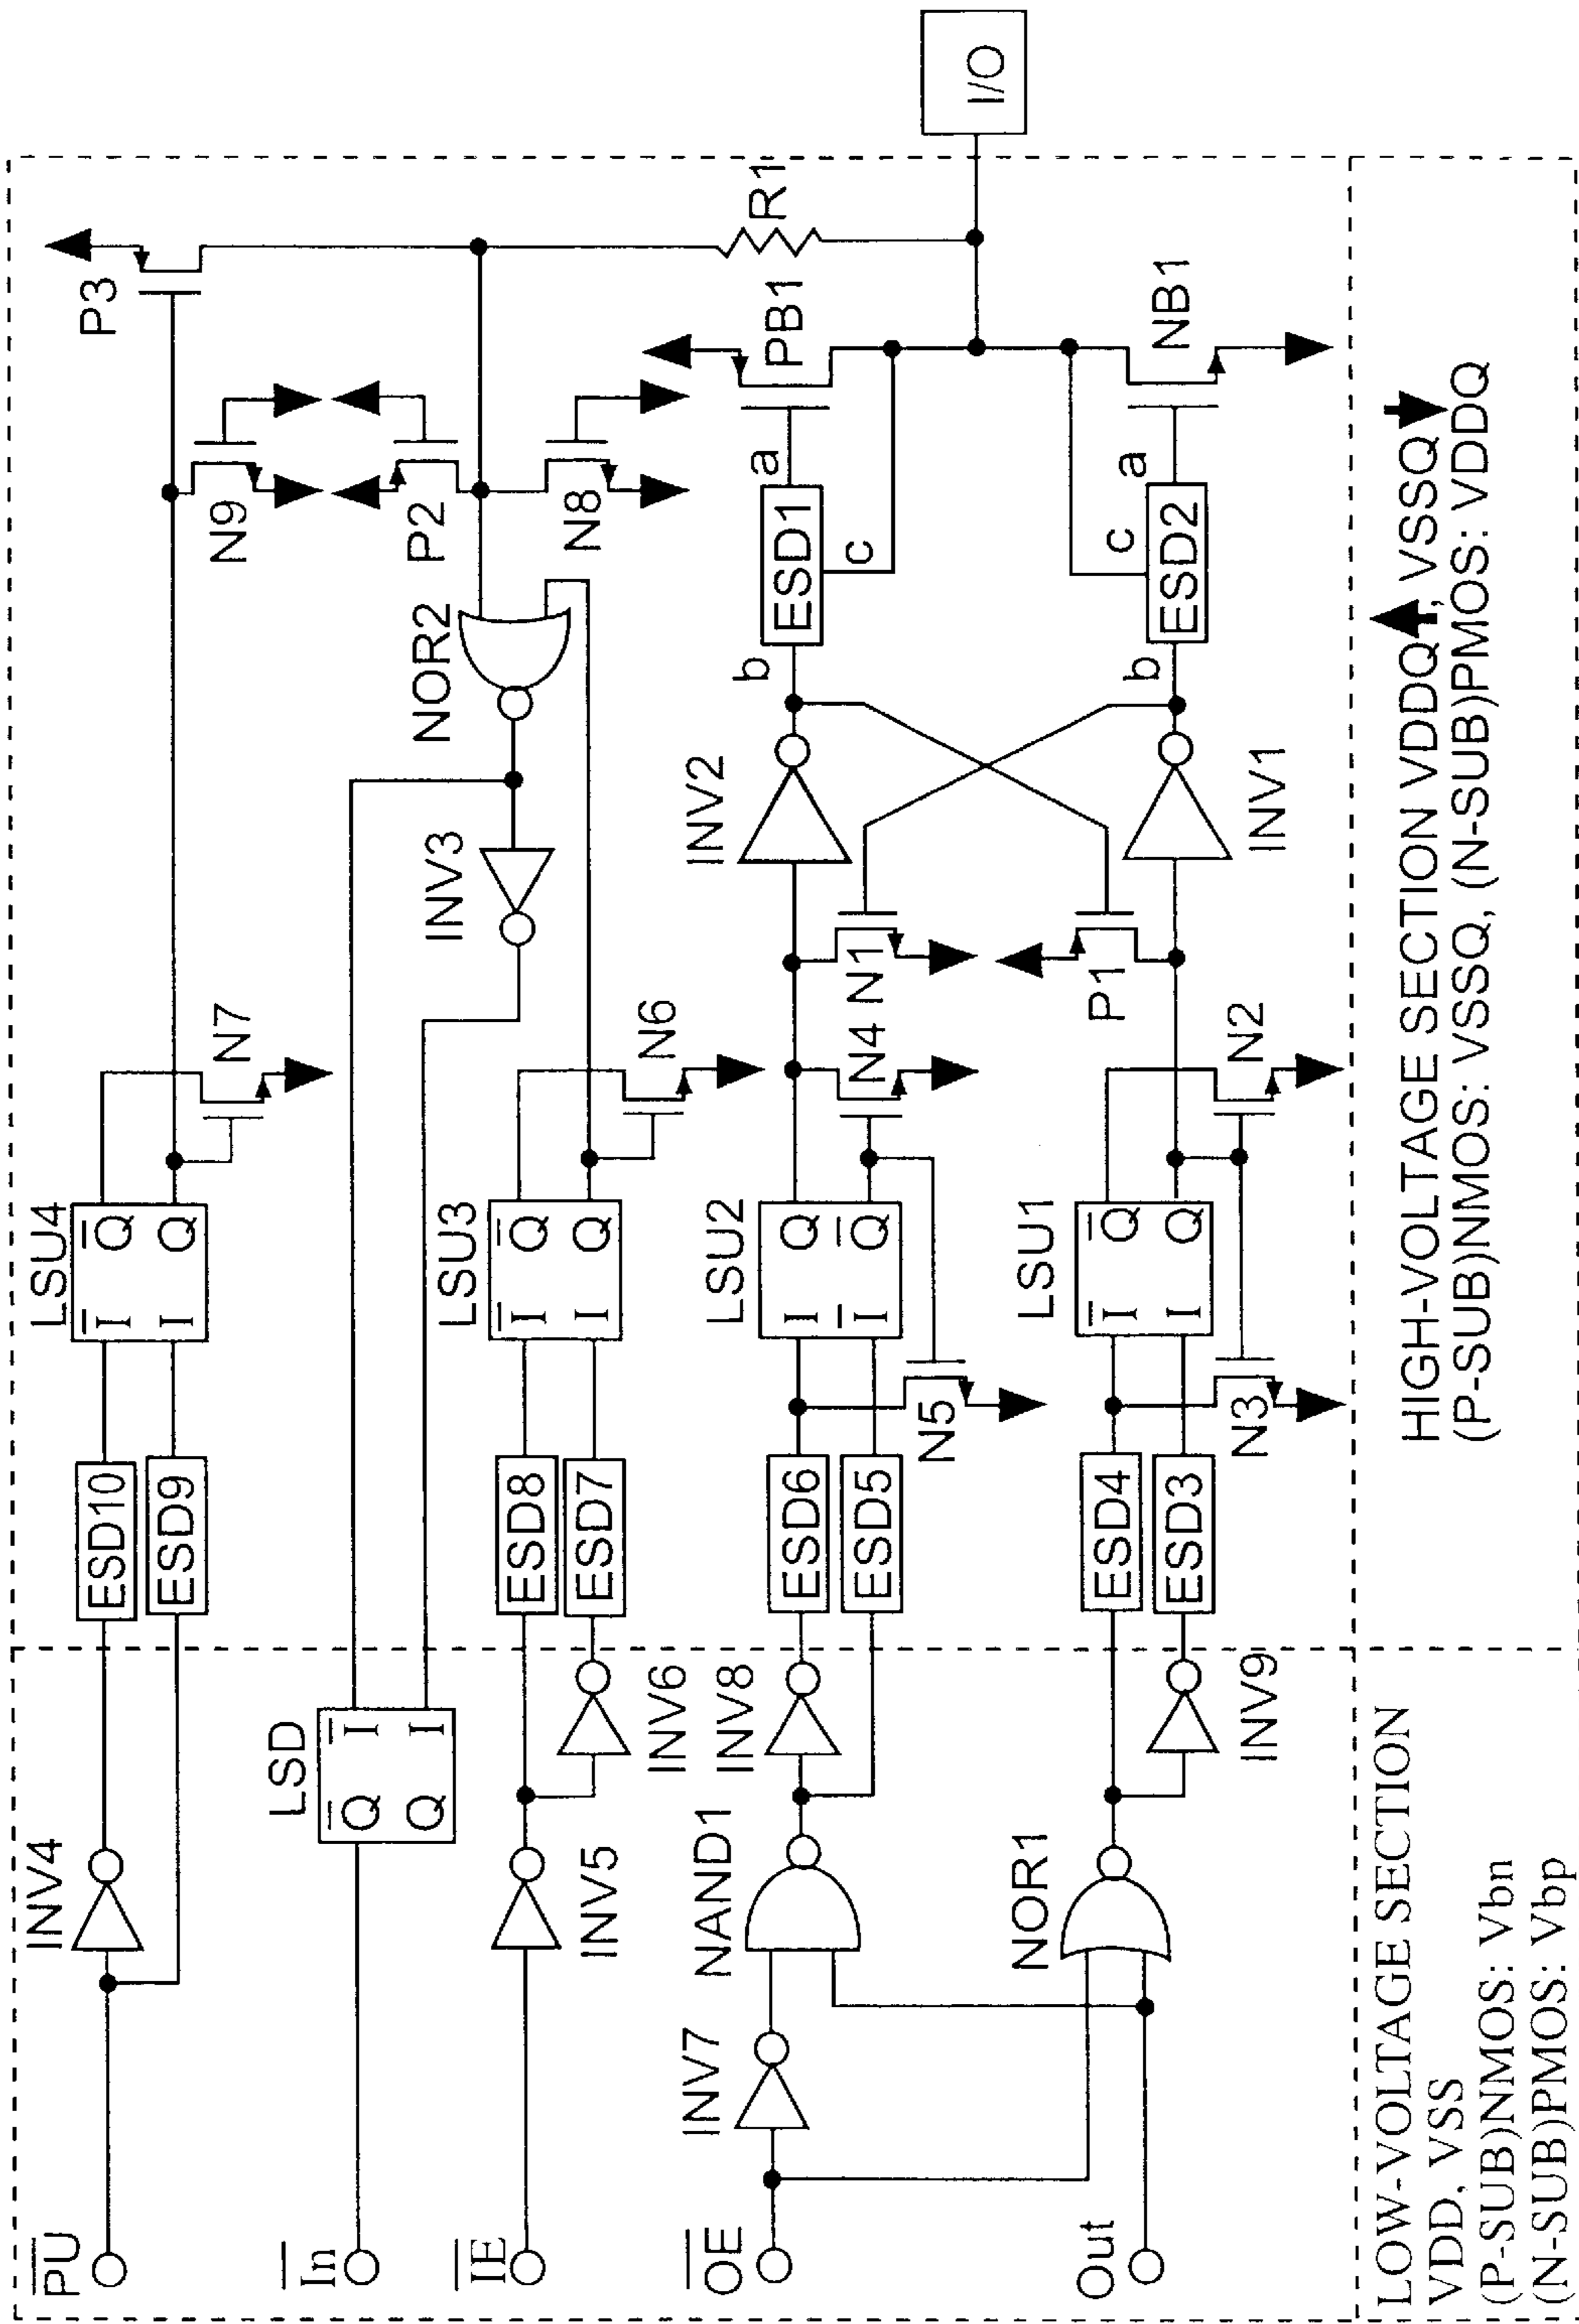 PU
In
IE
OE
Out
INV4
LSD
Q
I
Q
I
INV5
INV6
INV7
NAND1
INV8
NOR1
INV9
ESD10
ESD9
ESD8
ESD7
ESD6
ESD5
ESD4
ESD3
LSU4
I
Q
I
Q
N7
LSU3
I
Q
I
Q
N6
LSU2
I
Q
I
Q
N5
N4
LSU1
I
Q
I
Q
N3
N2
INV3
NOR2
N1
P1
INV2
INV1
b
ESD1
a
c
b
ESD2
a
c
N9
P2
N8
P3
PB1
NB1
R1
I/O
LOW-VOLTAGE SECTION
VDD, VSS
(P-SUB)NMOS: Vbn
(N-SUB)PMOS: Vbp
HIGH-VOLTAGE SECTION VDDQ, VSSQ
(P-SUB)NMOS: VSSQ, (N-SUB)PMOS: VDDQ